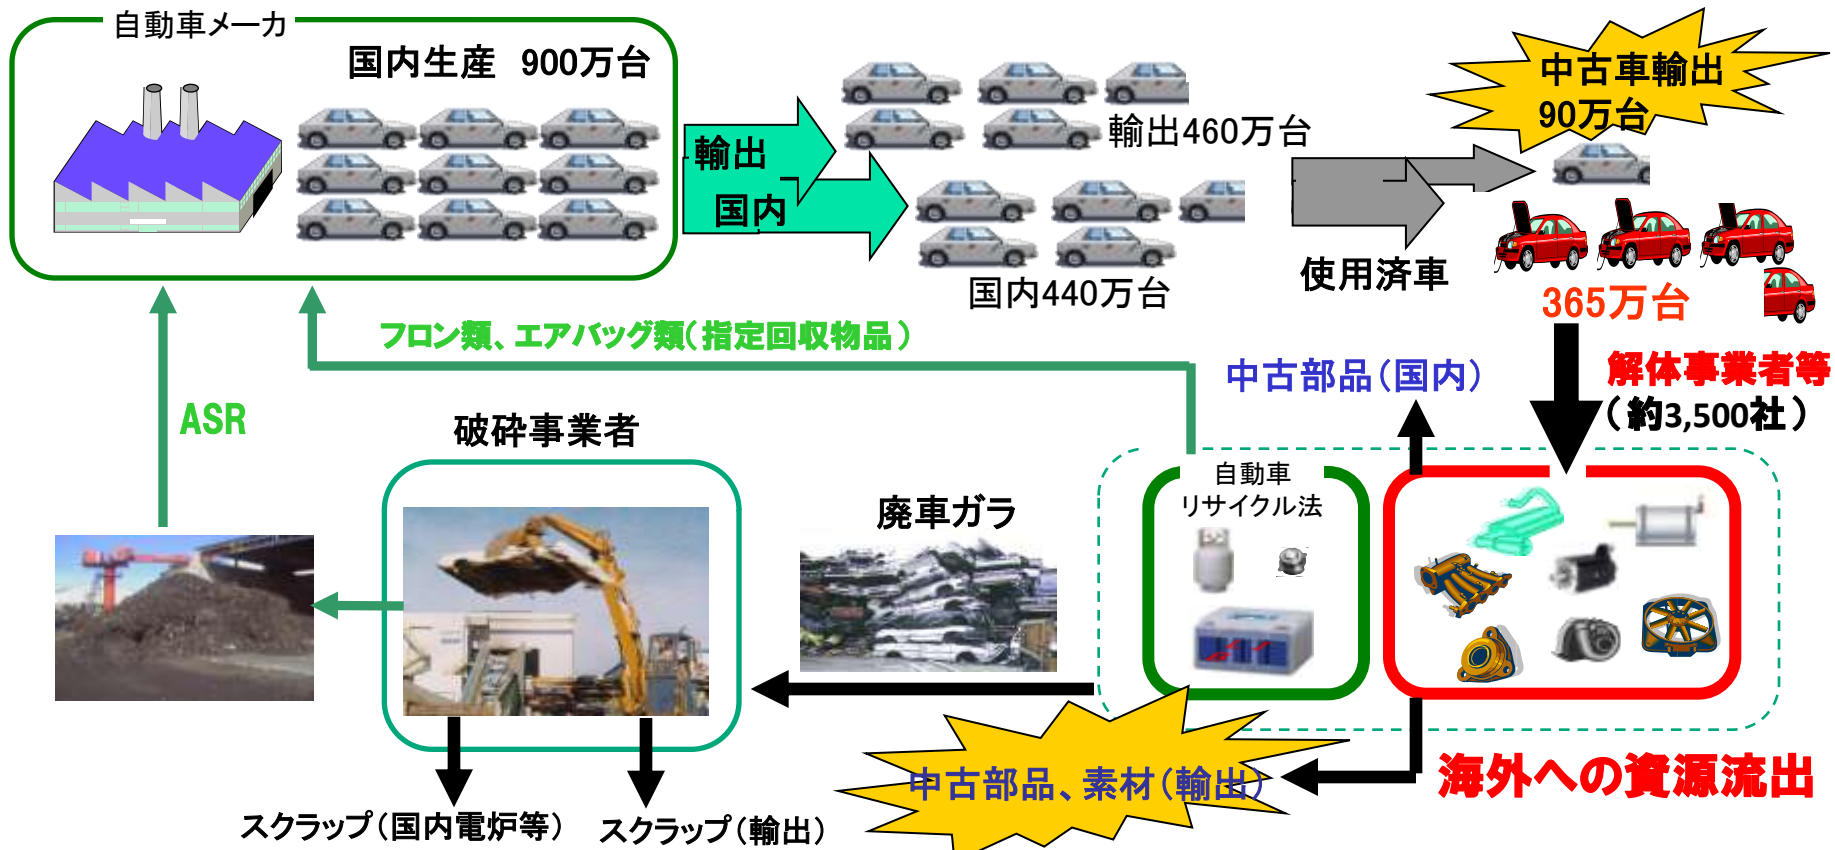 自動車メーカ
国内生産　900万台
輸出
国内
輸出460万台
国内440万台
中古車輸出
90万台
使用済車
365万台
フロン類、エアバッグ類（指定回収物品）
中古部品（国内）
解体事業者等
（約3,500社）
ASR
破砕事業者
廃車ガラ
自動車
リサイクル法
中古部品、素材（輸出）
海外への資源流出
スクラップ（国内電炉等）
スクラップ（輸出）